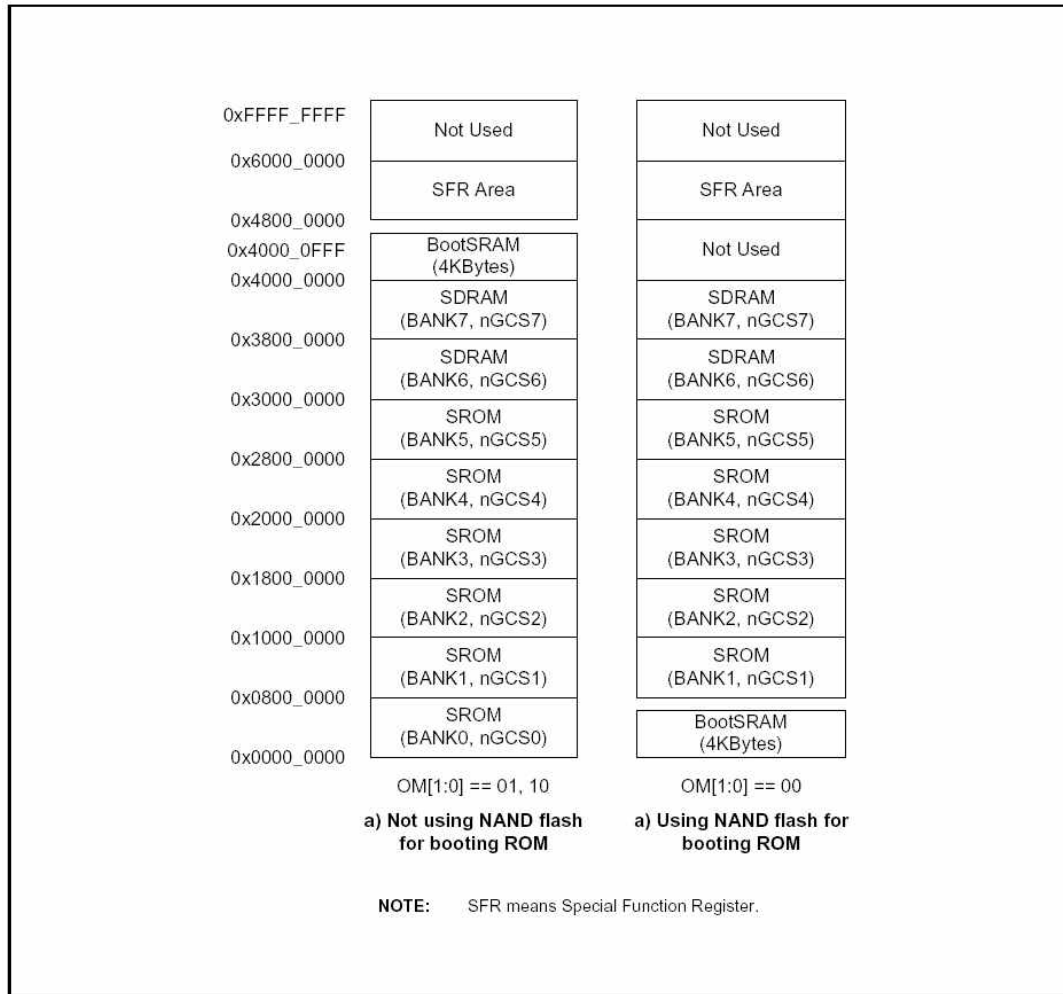 0xFFFF_FFFF
Not Used
Not Used
0x6000_0000
SFR Area
SFR Area
0x4800_0000
0x4000_0FFF
BootSRAM
(4KBytes)
Not Used
0x4000_0000
SDRAM
(BANK7, nGCS7)
SDRAM
(BANK7, nGCS7)
0x3800_0000
SDRAM
(BANK6, nGCS6)
SDRAM
(BANK6, nGCS6)
0x3000_0000
SROM
(BANK5, nGCS5)
SROM
(BANK5, nGCS5)
0x2800_0000
SROM
(BANK4, nGCS4)
SROM
(BANK4, nGCS4)
0x2000_0000
SROM
(BANK3, nGCS3)
SROM
(BANK3, nGCS3)
0x1800_0000
SROM
(BANK2, nGCS2)
SROM
(BANK2, nGCS2)
0x1000_0000
SROM
(BANK1, nGCS1)
SROM
(BANK1, nGCS1)
0x0800_0000
SROM
(BANK0, nGCS0)
BootSRAM
(4KBytes)
0x0000_0000
OM[1:0] == 01, 10
OM[1:0] == 00
a) Not using NAND flash
for booting ROM
a) Using NAND flash for
booting ROM
NOTE: SFR means Special Function Register.